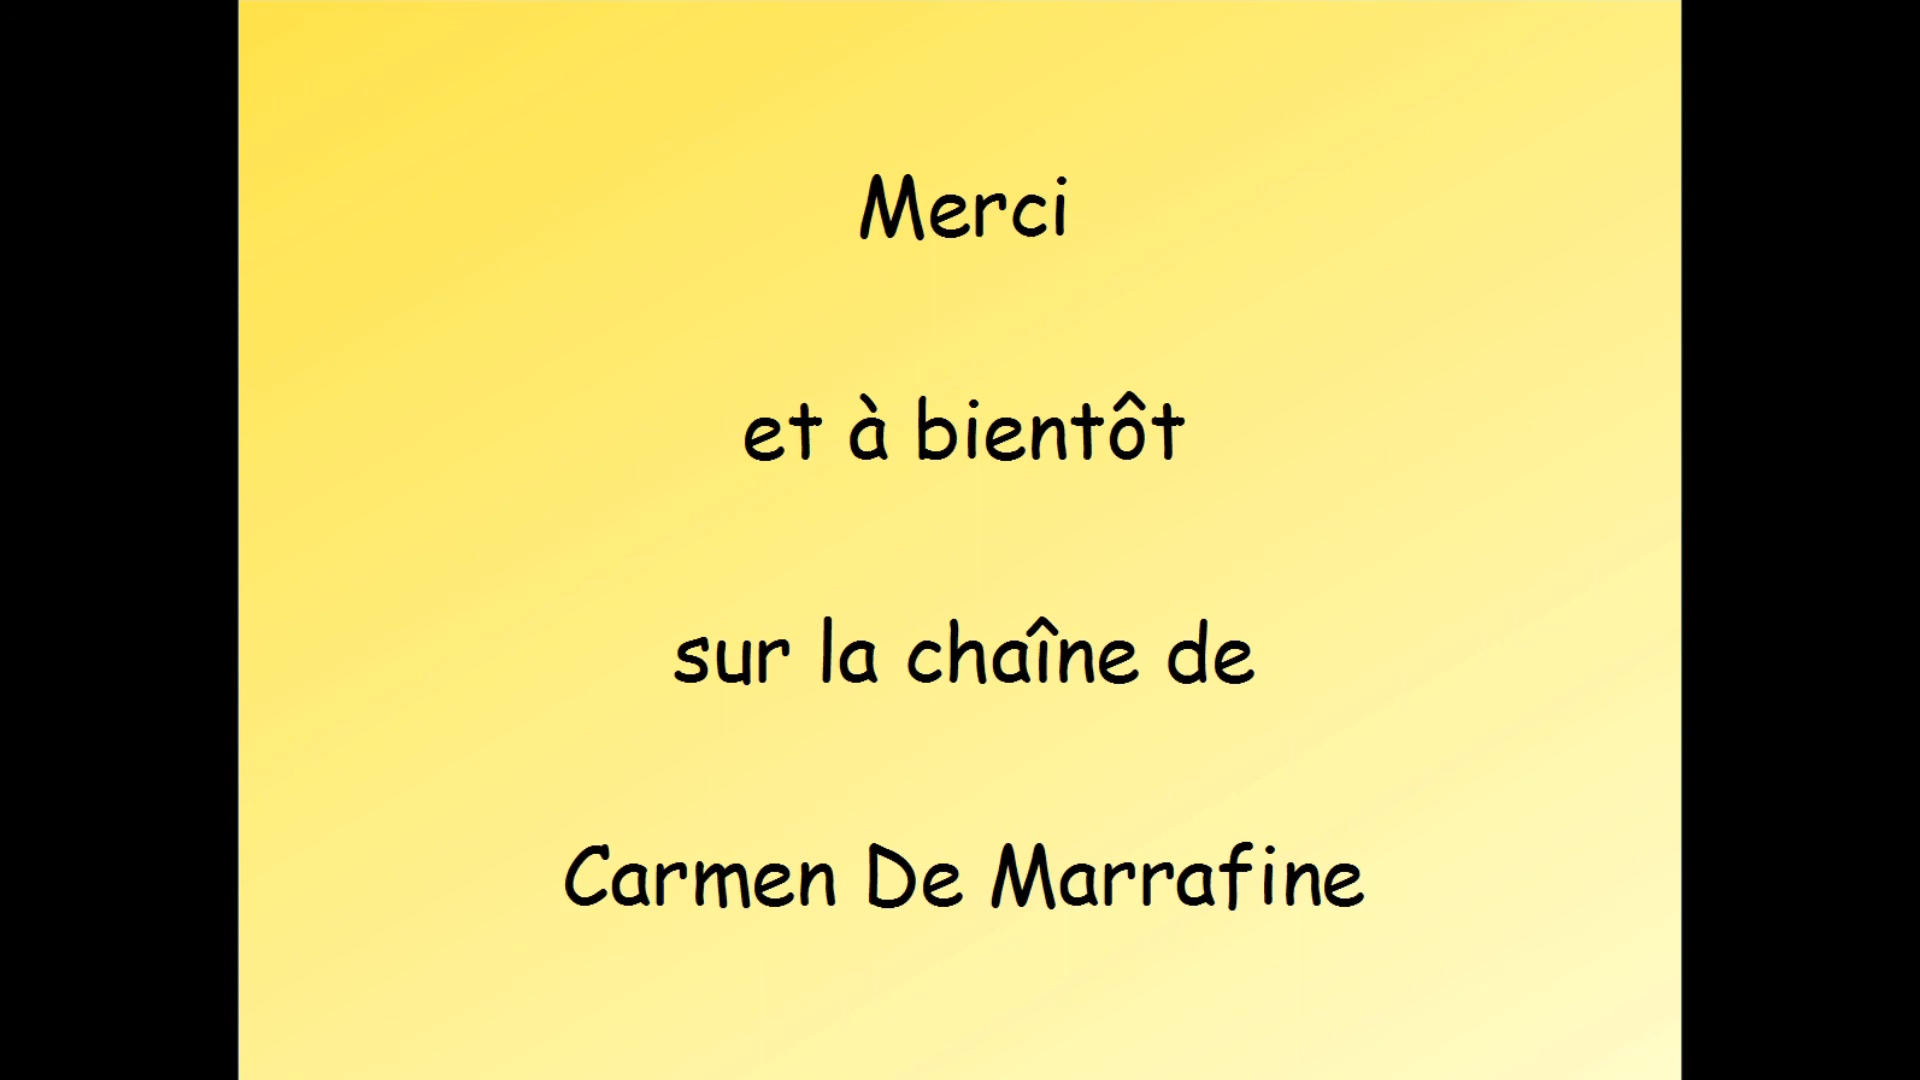 Merci
et à bientôt
sur la chaîne de
Carmen De Marrafine